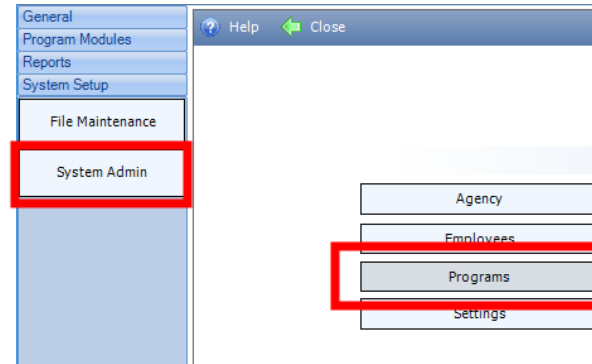 General
Program Modules
Reports
System Setup
File Maintenance
System Admin
Help Close
Agency
Employees
Programs
Settings